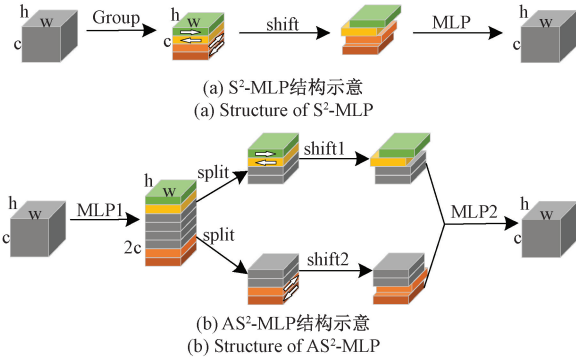 h w c Group h w c shift MLP h w c
(a) S²-MLP结构示意
(a) Structure of S²-MLP
h w c MLP1 h w 2c split shift1 MLP2 h w c
split shift2
(b) AS²-MLP结构示意
(b) Structure of AS²-MLP